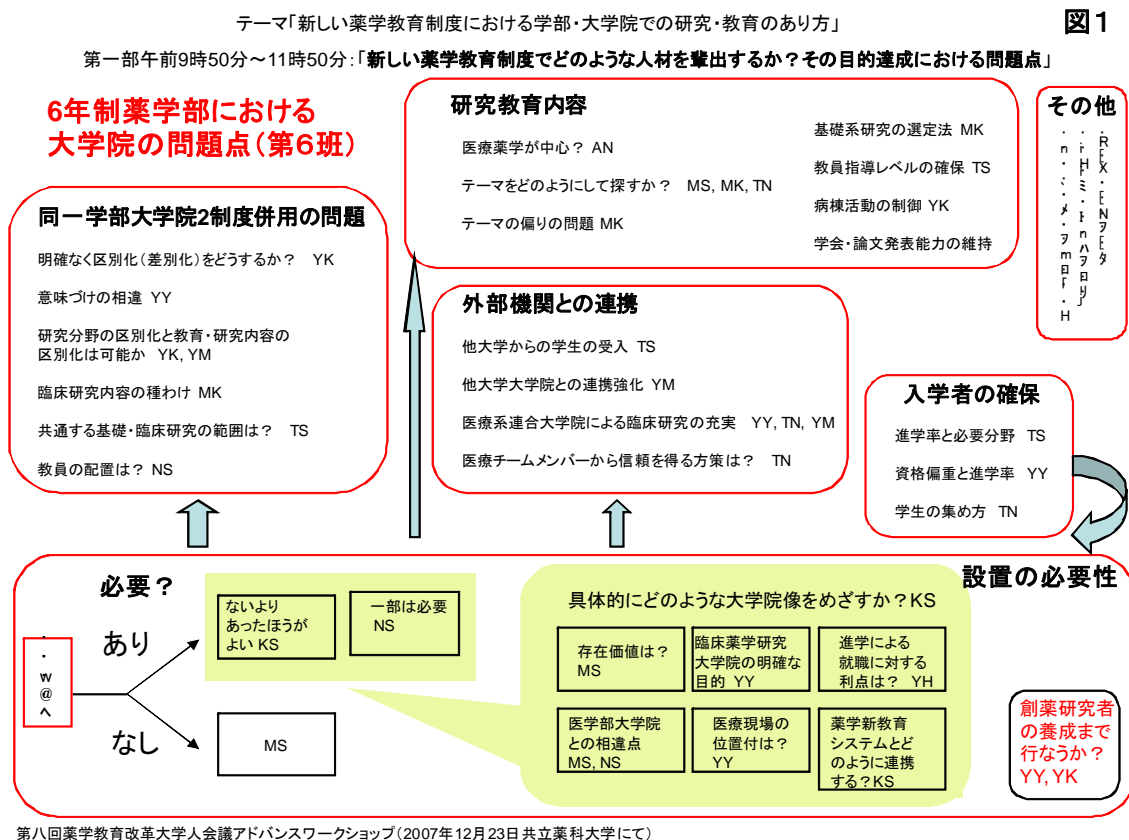 テーマ「新しい薬学教育制度における学部・大学院での研究・教育のあり方」
図1
第一部午前9時50分～11時50分：「新しい薬学教育制度でどのような人材を輩出するか？その目的達成における問題点」
6年制薬学部における
大学院の問題点（第6班）
研究教育内容
医療薬学が中心？ AN
テーマをどのようにして探すか？ MS, MK, TN
テーマの偏りの問題 MK
基礎系研究の選定法 MK
教員指導レベルの確保 TS
病棟活動の制御 YK
学会・論文発表能力の維持
その他
同一学部大学院2制度併用の問題
明確なく区別化（差別化）をどうするか？ YK
意味づけの相違 YY
研究分野の区別化と教育・研究内容の
区別化は可能か YK, YM
臨床研究内容の種わけ MK
共通する基礎・臨床研究の範囲は？ TS
教員の配置は？ NS
外部機関との連携
他大学からの学生の受入 TS
他大学大学院との連携強化 YM
医療系連合大学院による臨床研究の充実 YY, TN, YM
医療チームメンバーから信頼を得る方策は？ TN
入学者の確保
進学率と必要分野 TS
資格偏重と進学率 YY
学生の集め方 TN
必要？
設置の必要性
あり
なし
ないより
あったほうが
よい KS
一部は必要
NS
MS
具体的にどのような大学院像をめざすか？KS
存在価値は？
MS
臨床薬学研究
大学院の明確な
目的 YY
進学による
就職に対する
利点は？ YH
医学部大学院
との相違点
MS, NS
医療現場の
位置付は？
YY
薬学新教育
システムとど
のように連携
する？KS
創薬研究者
の養成まで
行なうか？
YY, YK
第八回薬学教育改革大学人会議アドバンスワークショップ（2007年12月23日共立薬科大学にて）